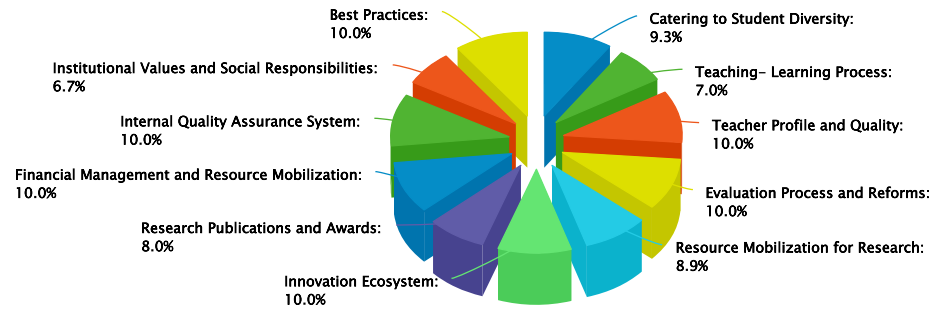 Best Practices:
10.0%
Catering to Student Diversity:
9.3%
Institutional Values and Social Responsibilities:
6.7%
Teaching- Learning Process:
7.0%
Internal Quality Assurance System:
10.0%
Teacher Profile and Quality:
10.0%
Financial Management and Resource Mobilization:
10.0%
Evaluation Process and Reforms:
10.0%
Research Publications and Awards:
8.0%
Resource Mobilization for Research:
8.9%
Innovation Ecosystem:
10.0%